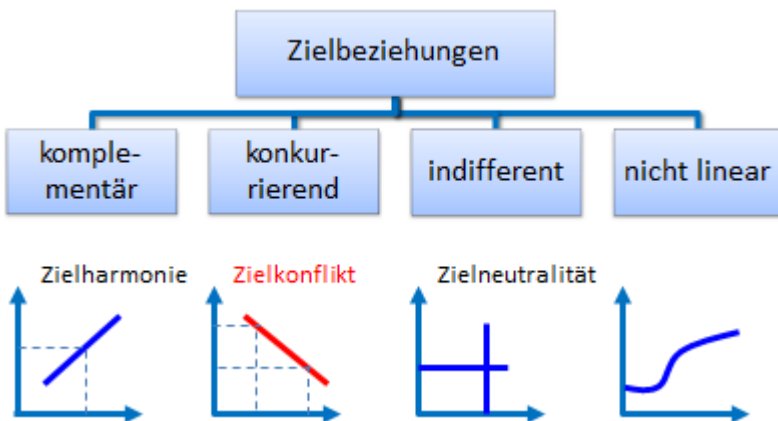 Zielbeziehungen
komple-
mentär
konkur-
rierend
indifferent
nicht linear
Zielharmonie
Zielkonflikt
Zielneutralität